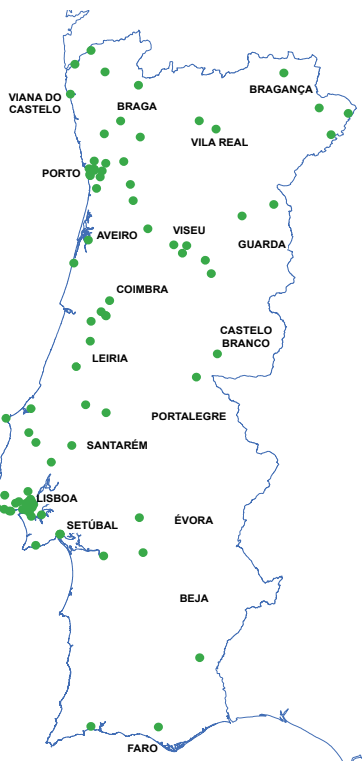 BRAGANÇA
VIANA DO
CASTELO
BRAGA
VILA REAL
PORTO
AVEIRO
VISEU
GUARDA
COIMBRA
CASTELO
BRANCO
LEIRIA
PORTALEGRE
SANTARÉM
LISBOA
SETÚBAL
ÉVORA
BEJA
FARO